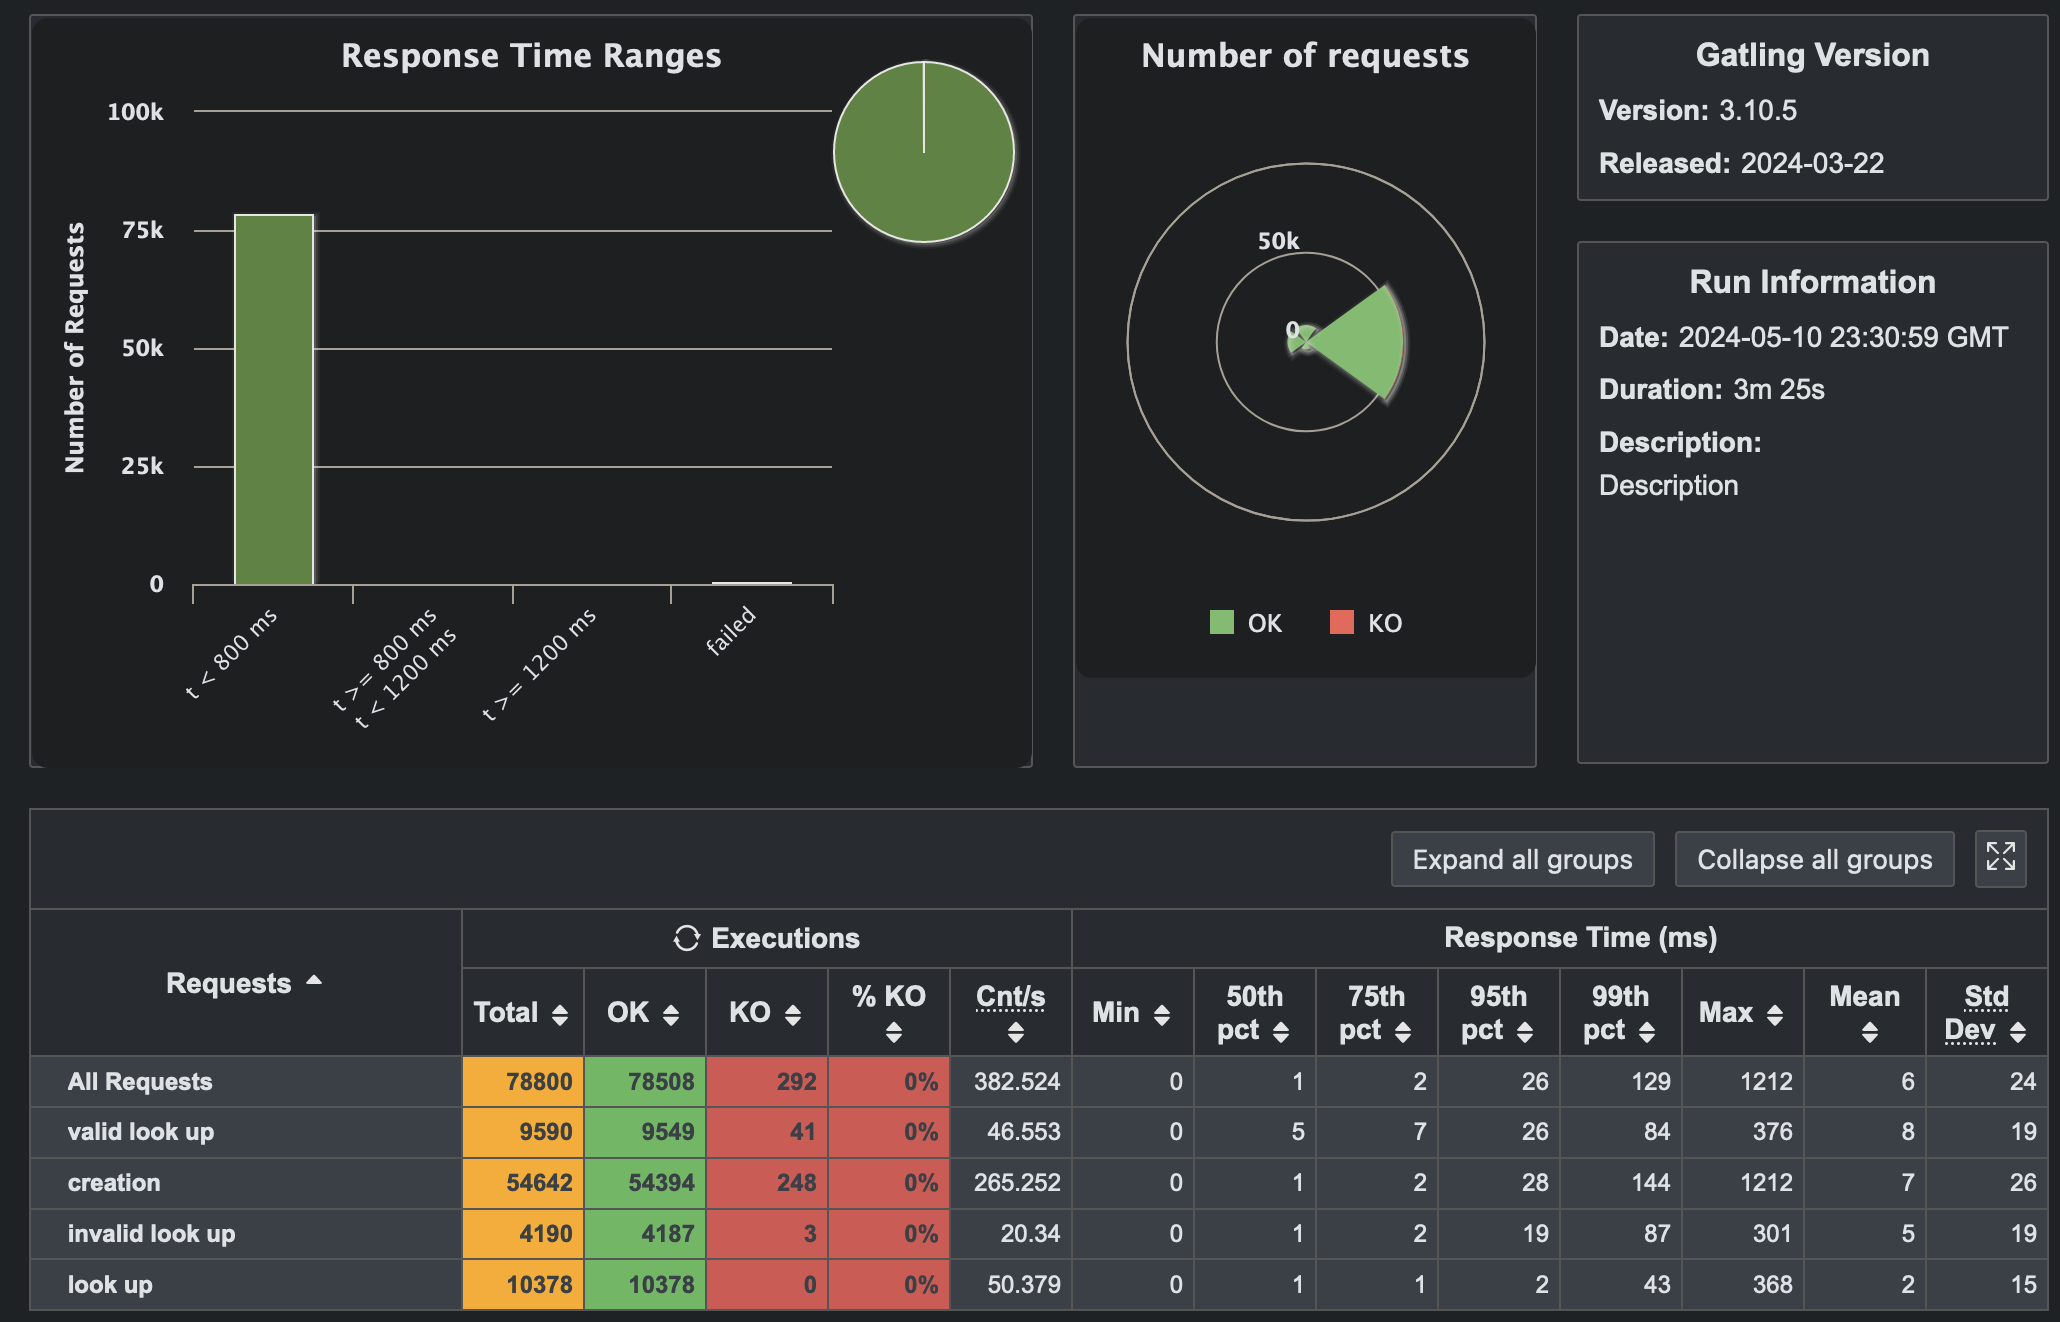 Response Time Ranges
100k
75k
50k
25k
0
Number of Requests
t < 800 ms
t >= 800 ms
t < 1200 ms
t >= 1200 ms
failed
Number of requests
50k
0
OK
KO
Gatling Version
Version: 3.10.5
Released: 2024-03-22
Run Information
Date: 2024-05-10 23:30:59 GMT
Duration: 3m 25s
Description:
Description
Expand all groups Collapse all groups
Requests Executions Response Time (ms)
Total OK KO % KO Cnt/s Min 50th pct 75th pct 95th pct 99th pct Max Mean Std Dev
All Requests 78800 78508 292 0% 382.524 0 1 2 26 129 1212 6 24
valid look up 9590 9549 41 0% 46.553 0 5 7 26 84 376 8 19
creation 54642 54394 248 0% 265.252 0 1 2 28 144 1212 7 26
invalid look up 4190 4187 3 0% 20.34 0 1 2 19 87 301 5 19
look up 10378 10378 0 0% 50.379 0 1 1 2 43 368 2 15